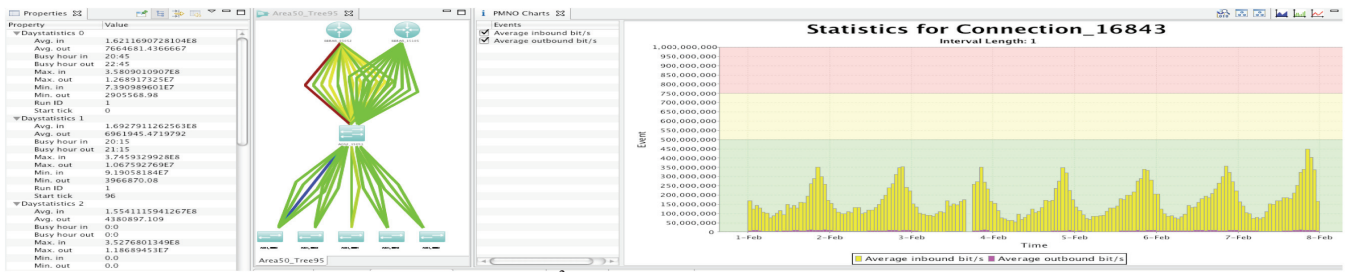 Properties
Property Value
Daystatistics 0
Avg. in 1.6211690728104E8
Avg. out 7664681.4366667
Busy hour in 20:45
Busy hour out 22:45
Max. in 3.5809010907E8
Max. out 1.268917325E7
Min. in 7.390989601E7
Min. out 2905568.98
Run ID 1
Start tick 0
Daystatistics 1
Avg. in 1.6927911262563E8
Avg. out 6961945.4719792
Busy hour in 20:15
Busy hour out 21:15
Max. in 3.7459329928E8
Max. out 1.067592769E7
Min. in 9.19058184E7
Min. out 3966870.08
Run ID 1
Start tick 96
Daystatistics 2
Avg. in 1.5541115941267E8
Avg. out 4380897.109
Busy hour in 0:0
Busy hour out 0:0
Max. in 3.5276801349E8
Max. out 1.18689453E7
Min. in 0.0
Min. out 0.0
Area50_Tree95
Area50_Tree95
PMNO Charts
Events
Average inbound bit/s
Average outbound bit/s
Statistics for Connection_16843
Interval Length: 1
1,000,000,000
950,000,000
900,000,000
850,000,000
800,000,000
750,000,000
700,000,000
650,000,000
600,000,000
550,000,000
500,000,000
450,000,000
400,000,000
350,000,000
300,000,000
250,000,000
200,000,000
150,000,000
100,000,000
50,000,000
0
Event
1-Feb 2-Feb 3-Feb 4-Feb 5-Feb 6-Feb 7-Feb 8-Feb
Time
Average inbound bit/s Average outbound bit/s